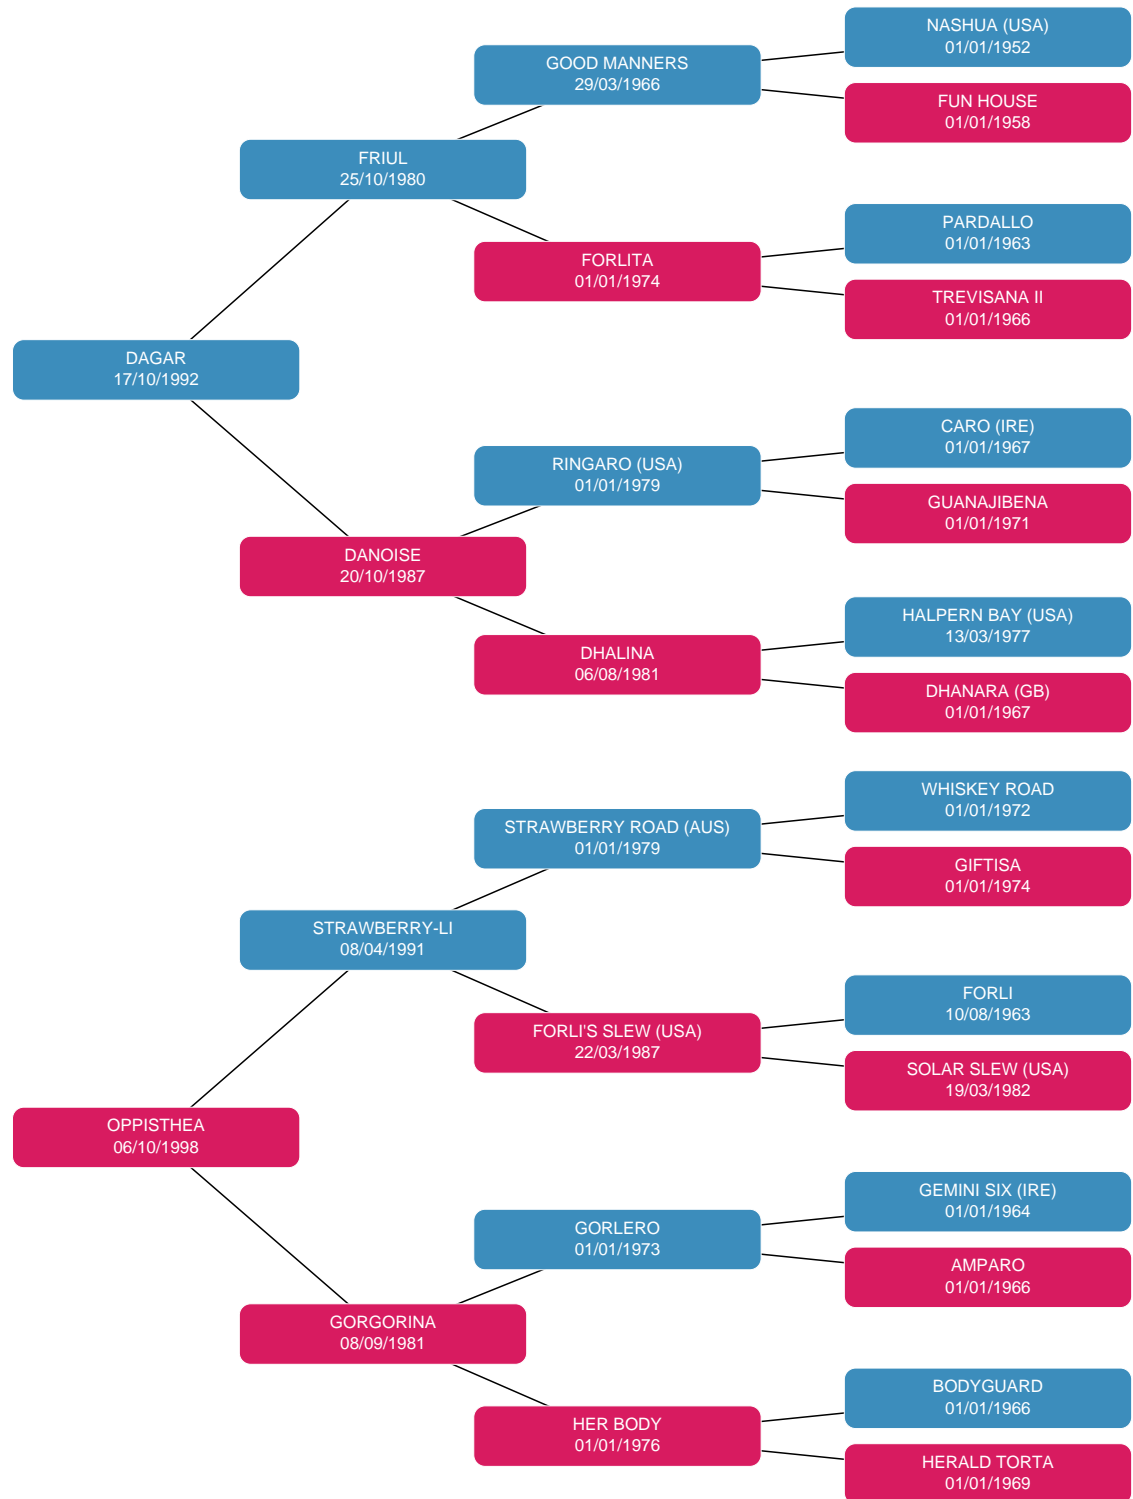 NASHUA (USA)
01/01/1952
GOOD MANNERS
29/03/1966
FUN HOUSE
01/01/1958
FRIUL
25/10/1980
PARDALLO
01/01/1963
FORLITA
01/01/1974
TREVISANA II
01/01/1966
DAGAR
17/10/1992
CARO (IRE)
01/01/1967
RINGARO (USA)
01/01/1979
GUANAJIBENA
01/01/1971
DANOISE
20/10/1987
HALPERN BAY (USA)
13/03/1977
DHALINA
06/08/1981
DHANARA (GB)
01/01/1967
WHISKEY ROAD
01/01/1972
STRAWBERRY ROAD (AUS)
01/01/1979
GIFTISA
01/01/1974
STRAWBERRY-LI
08/04/1991
FORLI
10/08/1963
FORLI'S SLEW (USA)
22/03/1987
SOLAR SLEW (USA)
19/03/1982
OPPISTHEA
06/10/1998
GEMINI SIX (IRE)
01/01/1964
GORLERO
01/01/1973
AMPARO
01/01/1966
GORGORINA
08/09/1981
BODYGUARD
01/01/1966
HER BODY
01/01/1976
HERALD TORTA
01/01/1969